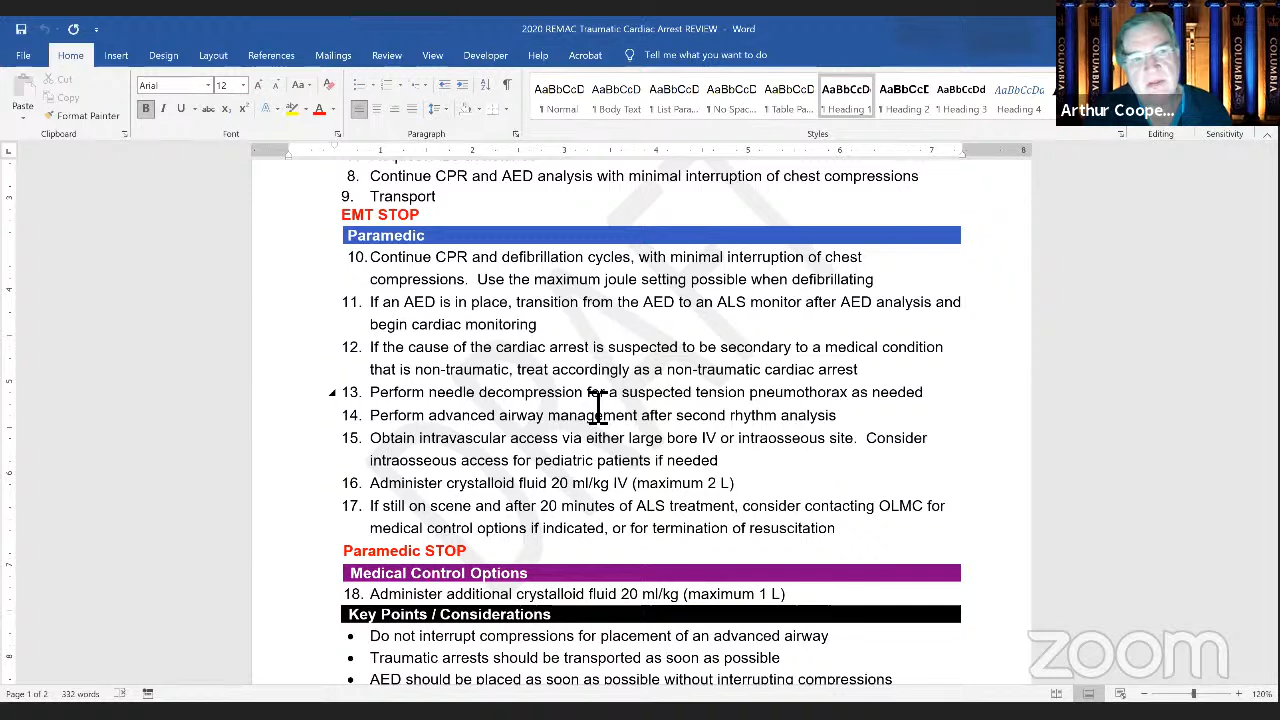 2020 REMAC Traumatic Cardiac Arrest REVIEW - Word
File Home Insert Design Layout References Mailings Review View Developer Help Acrobat Tell me what you want to do
COLUMBIA
COLUMBIA
Arthur Coope...
Paste
Cut
Copy
Format Painter
Arial 12
AaBbCcD AaBbCcD AaBbCcD AaBbCcD AaBbCcD AaBbCcD AaBbCcD AaBbCcDd AaBbCcDd
¶ Normal ¶ Body Text ¶ List Para... ¶ No Spac... ¶ Table Pa... ¶ Heading 1 ¶ Heading 2 ¶ Heading 3 ¶ Heading 4
Clipboard Font Paragraph Styles Editing Sensitivity
1 2 3 4 5 6 7 8
8. Continue CPR and AED analysis with minimal interruption of chest compressions
9. Transport
EMT STOP
Paramedic
10. Continue CPR and defibrillation cycles, with minimal interruption of chest
compressions. Use the maximum joule setting possible when defibrillating
11. If an AED is in place, transition from the AED to an ALS monitor after AED analysis and
begin cardiac monitoring
12. If the cause of the cardiac arrest is suspected to be secondary to a medical condition
that is non-traumatic, treat accordingly as a non-traumatic cardiac arrest
13. Perform needle decompression for a suspected tension pneumothorax as needed
14. Perform advanced airway management after second rhythm analysis
15. Obtain intravascular access via either large bore IV or intraosseous site. Consider
intraosseous access for pediatric patients if needed
16. Administer crystalloid fluid 20 ml/kg IV (maximum 2 L)
17. If still on scene and after 20 minutes of ALS treatment, consider contacting OLMC for
medical control options if indicated, or for termination of resuscitation
Paramedic STOP
Medical Control Options
18. Administer additional crystalloid fluid 20 ml/kg (maximum 1 L)
Key Points / Considerations
• Do not interrupt compressions for placement of an advanced airway
• Traumatic arrests should be transported as soon as possible
• AED should be placed as soon as possible without interrupting compressions
DRAFT
zoom
Page 1 of 2 332 words 120%